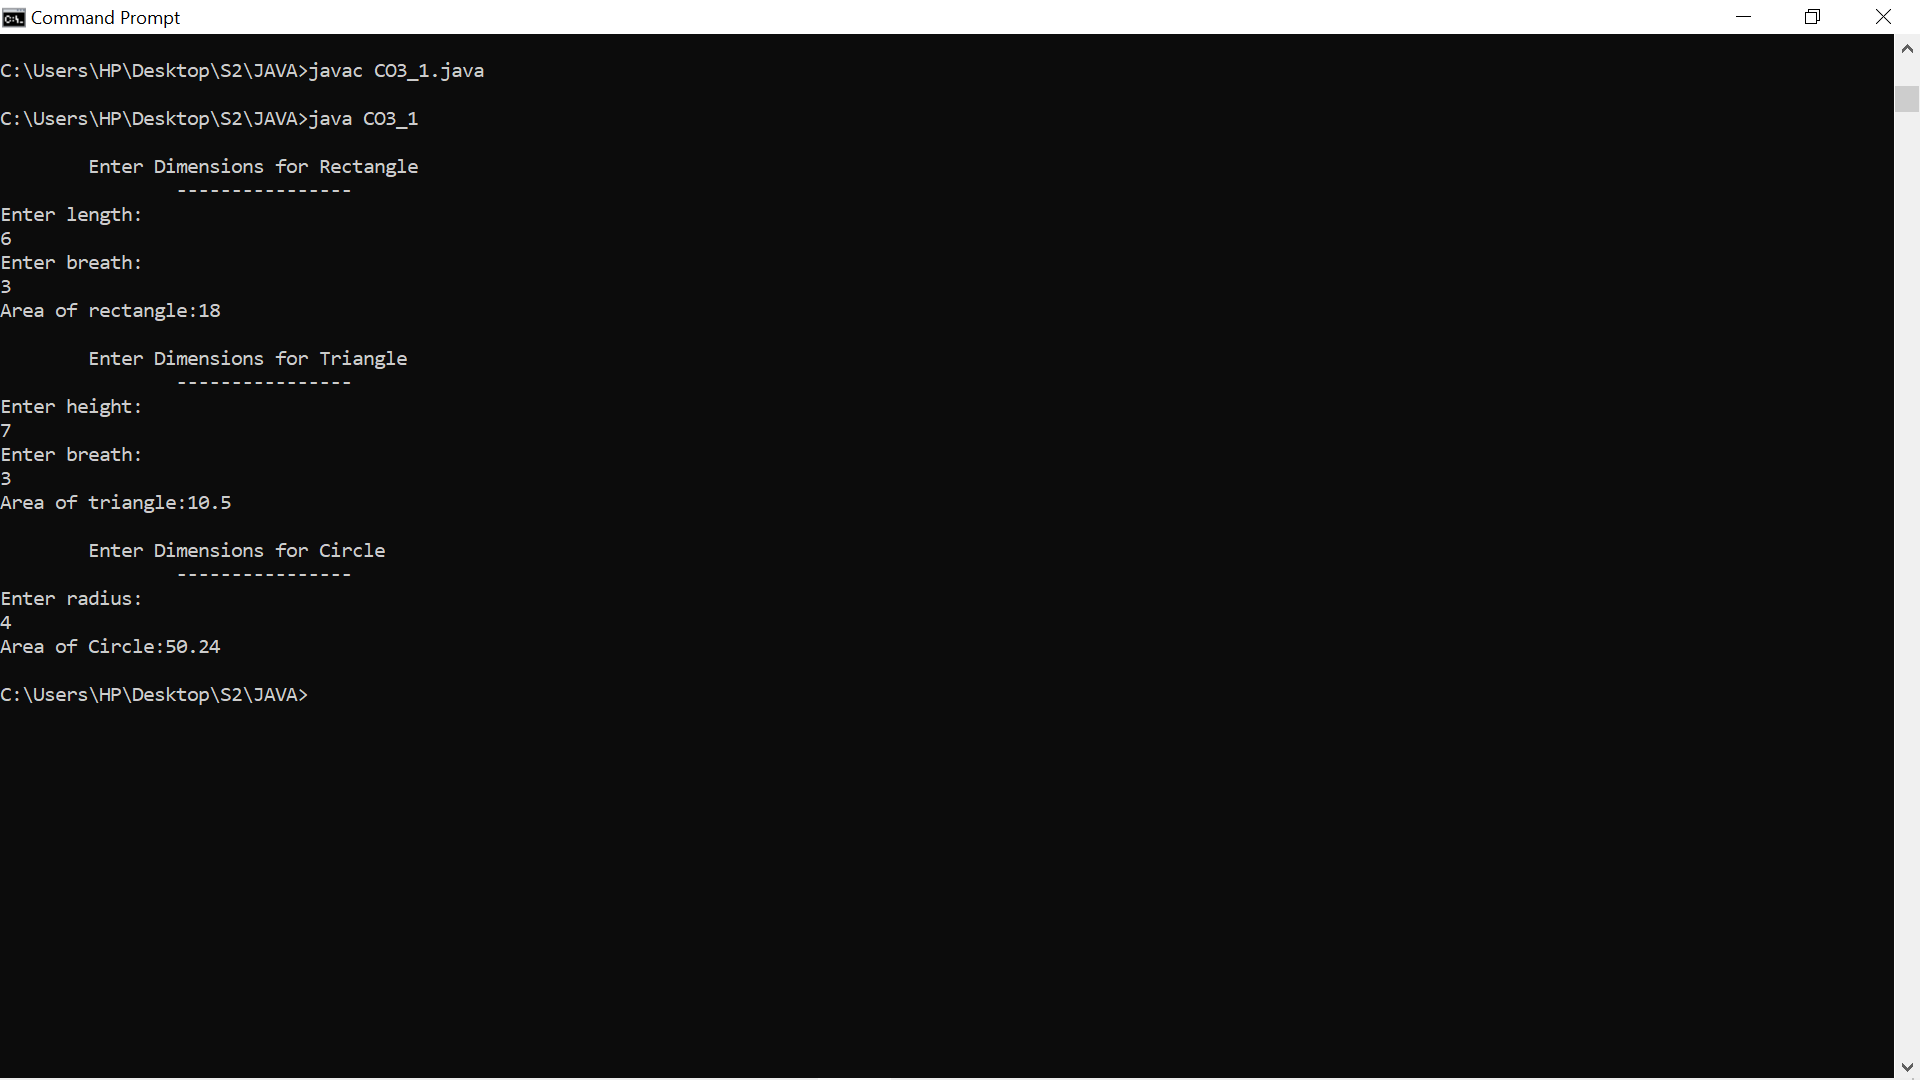 Command Prompt
C:\Users\HP\Desktop\S2\JAVA>javac CO3_1.java
C:\Users\HP\Desktop\S2\JAVA>java CO3_1
Enter Dimensions for Rectangle
----------------
Enter length:
6
Enter breath:
3
Area of rectangle:18
Enter Dimensions for Triangle
----------------
Enter height:
7
Enter breath:
3
Area of triangle:10.5
Enter Dimensions for Circle
----------------
Enter radius:
4
Area of Circle:50.24
C:\Users\HP\Desktop\S2\JAVA>